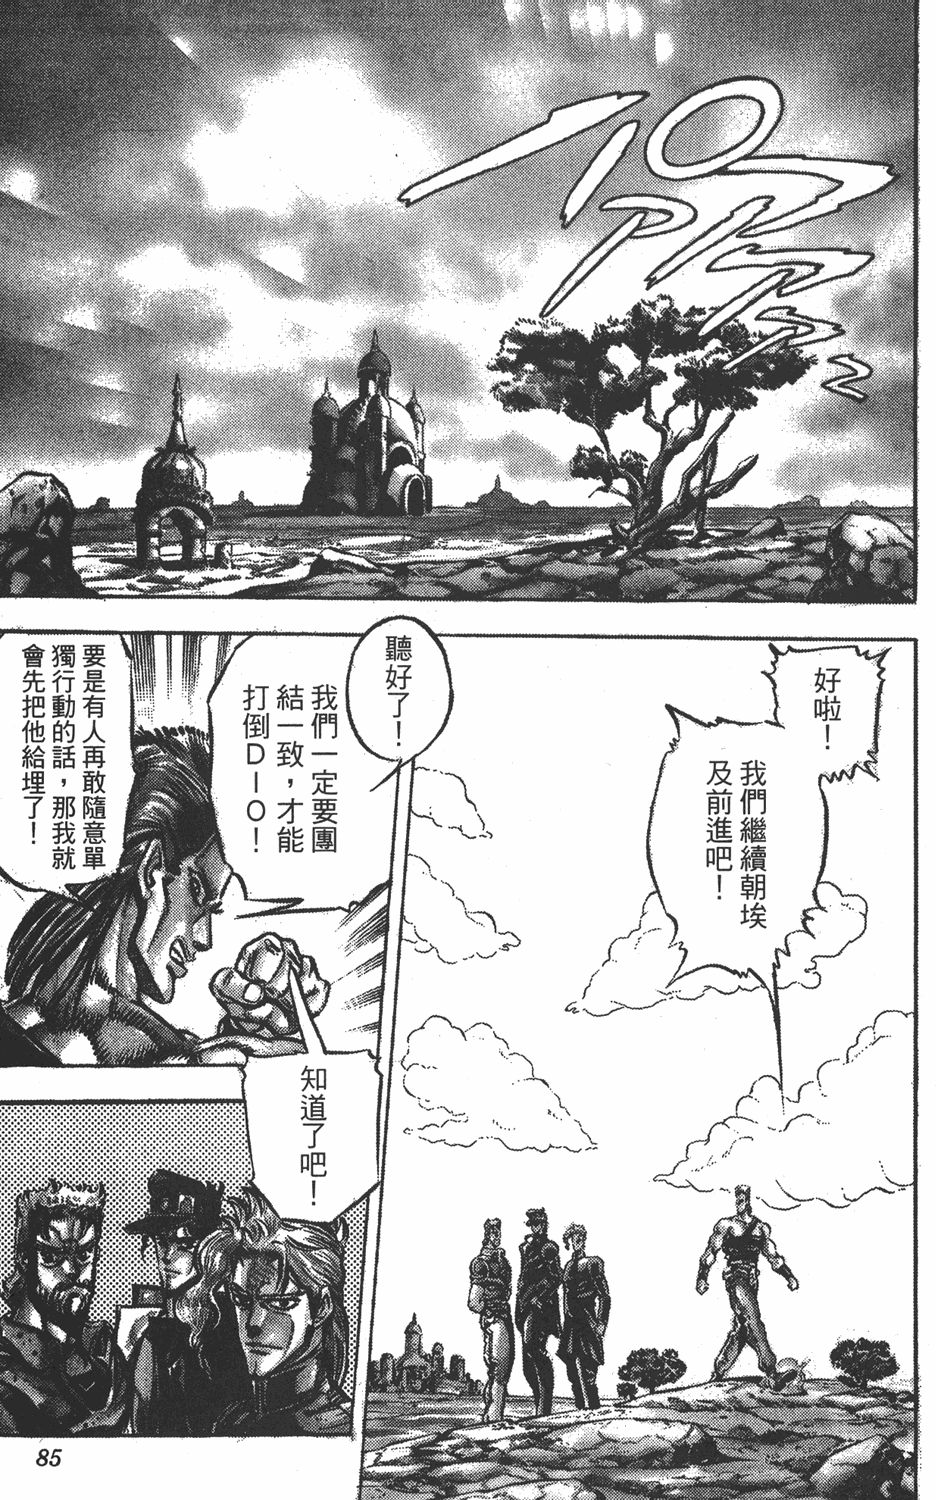 好啦！
我們繼續朝埃
及前進吧！
聽好了！
我們一定要團
結一致，才能
打倒DIO！
要是有人再敢隨意單
獨行動的話，那我就
會先把他給埋了！
知道了吧！
85